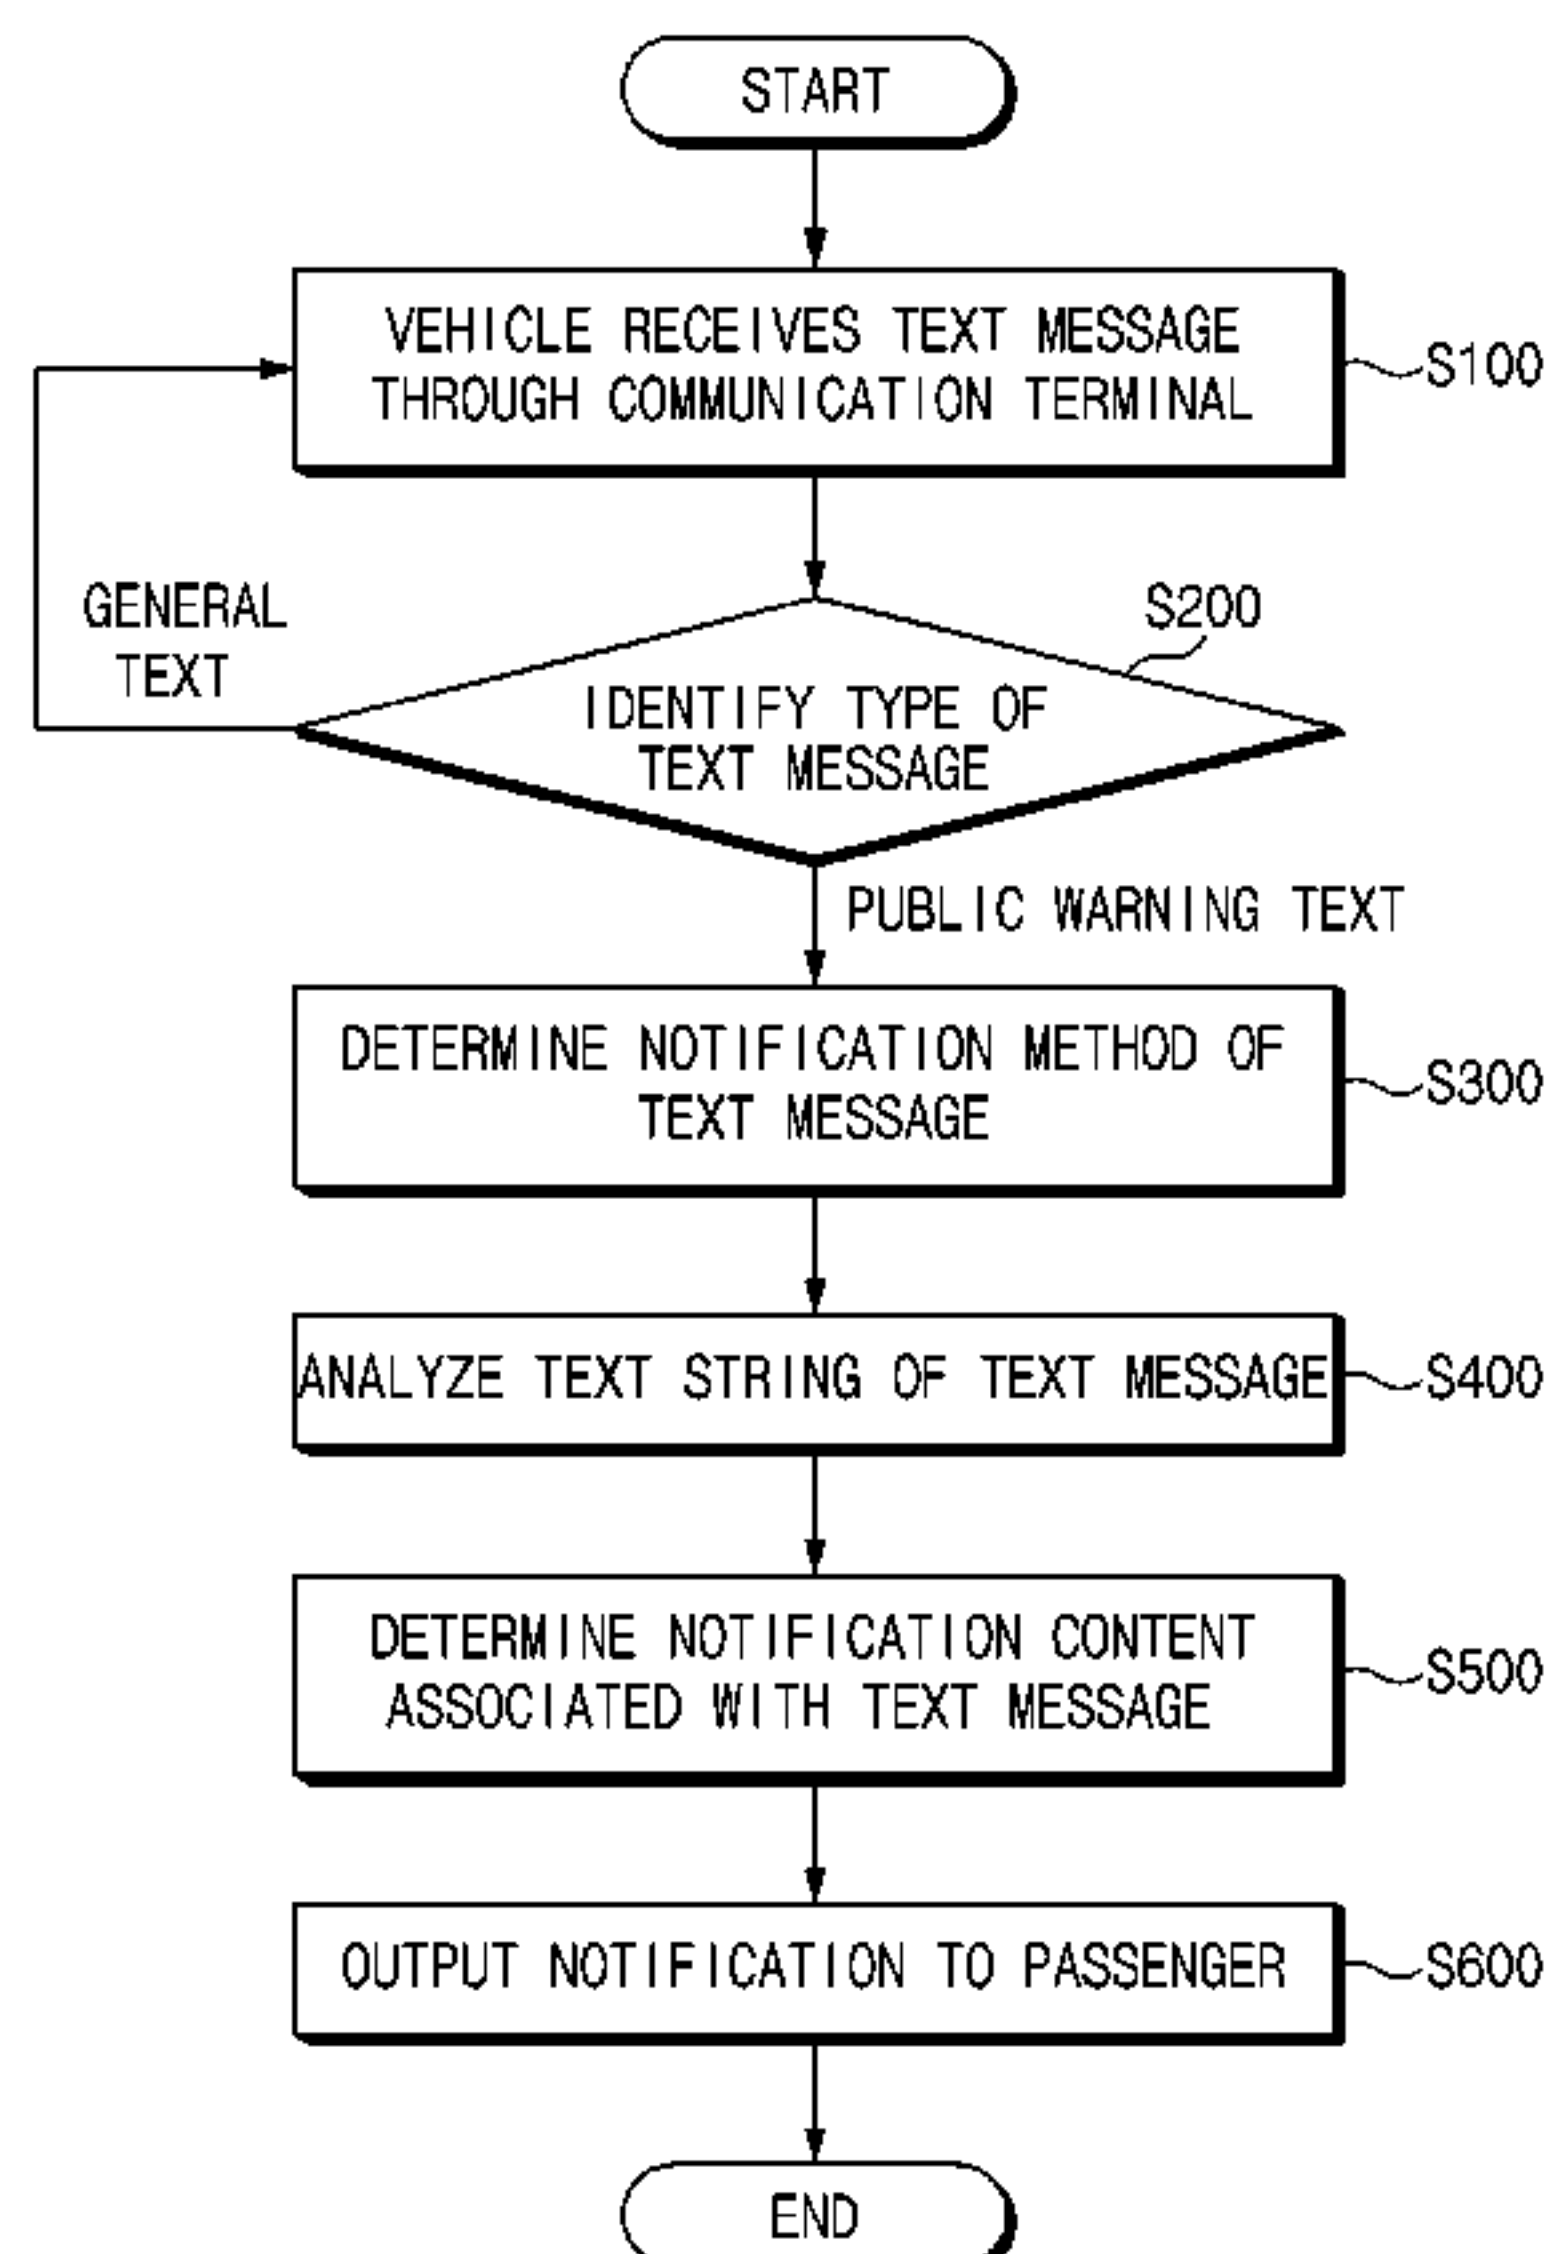 START
VEHICLE RECEIVES TEXT MESSAGE
THROUGH COMMUNICATION TERMINAL
S100
GENERAL
TEXT
S200
IDENTIFY TYPE OF
TEXT MESSAGE
PUBLIC WARNING TEXT
DETERMINE NOTIFICATION METHOD OF
TEXT MESSAGE
S300
ANALYZE TEXT STRING OF TEXT MESSAGE
S400
DETERMINE NOTIFICATION CONTENT
ASSOCIATED WITH TEXT MESSAGE
S500
OUTPUT NOTIFICATION TO PASSENGER
S600
END